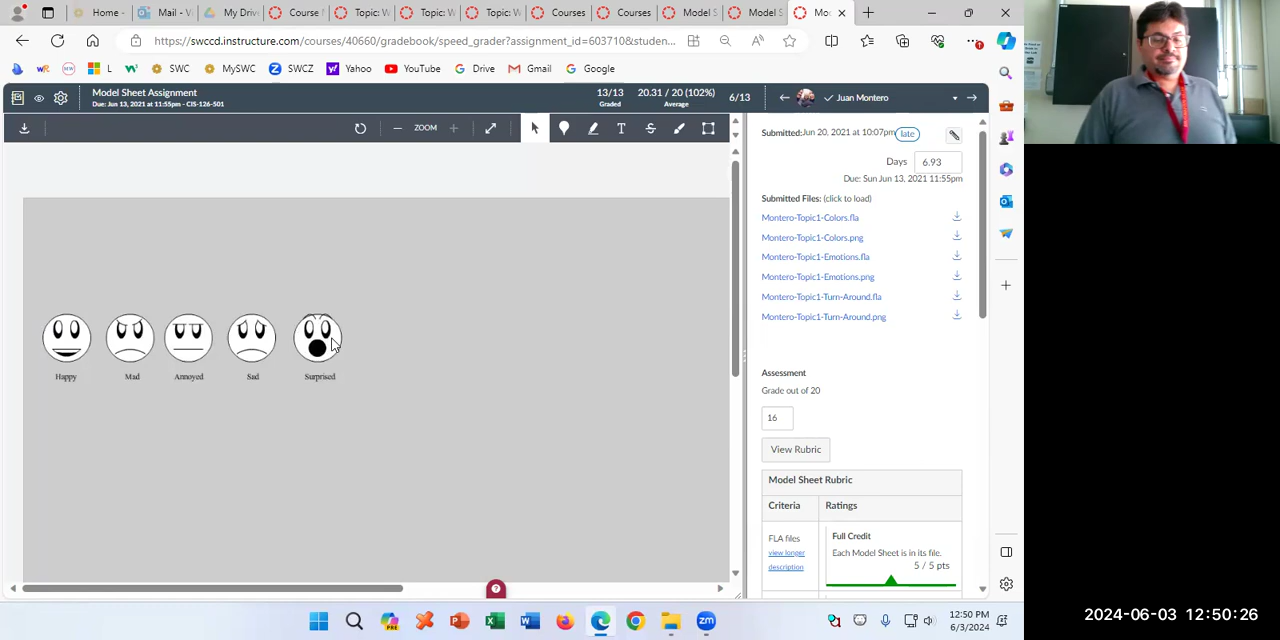 Home -
Mail - Vi
My Driv
Course M
Topic: W
Topic: W
Topic: W
Courses
Courses
Model S
Model S
Mod
https://swccd.instructure.com/courses/40660/gradebook/speed_grader?assignment_id=603710&studen...
L
SWC
MySWC
SWCZ
Yahoo
YouTube
Drive
Gmail
Google
Model Sheet Assignment
Due: Jun 13, 2021 at 11:55pm - CIS-126-501
13/13
Graded
20.31 / 20 (102%)
Average
6/13
Juan Montero
ZOOM
Submitted:Jun 20, 2021 at 10:07pm late
Days 6.93
Due: Sun Jun 13, 2021 11:55pm
Submitted Files: (click to load)
Montero-Topic1-Colors.fla
Montero-Topic1-Colors.png
Montero-Topic1-Emotions.fla
Montero-Topic1-Emotions.png
Montero-Topic1-Turn-Around.fla
Montero-Topic1-Turn-Around.png
Happy Mad Annoyed Sad Surprised
Assessment
Grade out of 20
16
View Rubric
Model Sheet Rubric
Criteria Ratings
FLA files
view longer
description
Full Credit
Each Model Sheet is in its file.
5 / 5 pts
12:50 PM
6/3/2024
2024-06-03 12:50:26